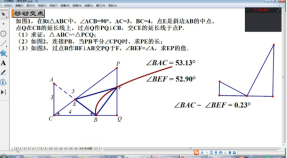 移动交点
如图1，在Rt△ABC中，∠ACB=90°，AC=3，BC=4，点E是斜边AB的中点，
点Q在CB的延长线上，过点Q作PQ⊥CB，交CE的延长线于点P.
（1）求证：△ABC∽△PCQ；
（2）如图2，连接PB，当PB平分∠CPQ时，求PE的长；
（3）如图3，过点B作BF⊥AB交PQ于F，∠BEF=∠A，求EF的值.
∠BAC = 53.13°
∠BEF = 52.90°
∠BAC − ∠BEF = 0.23°
A
P
E
F
C
B
Q